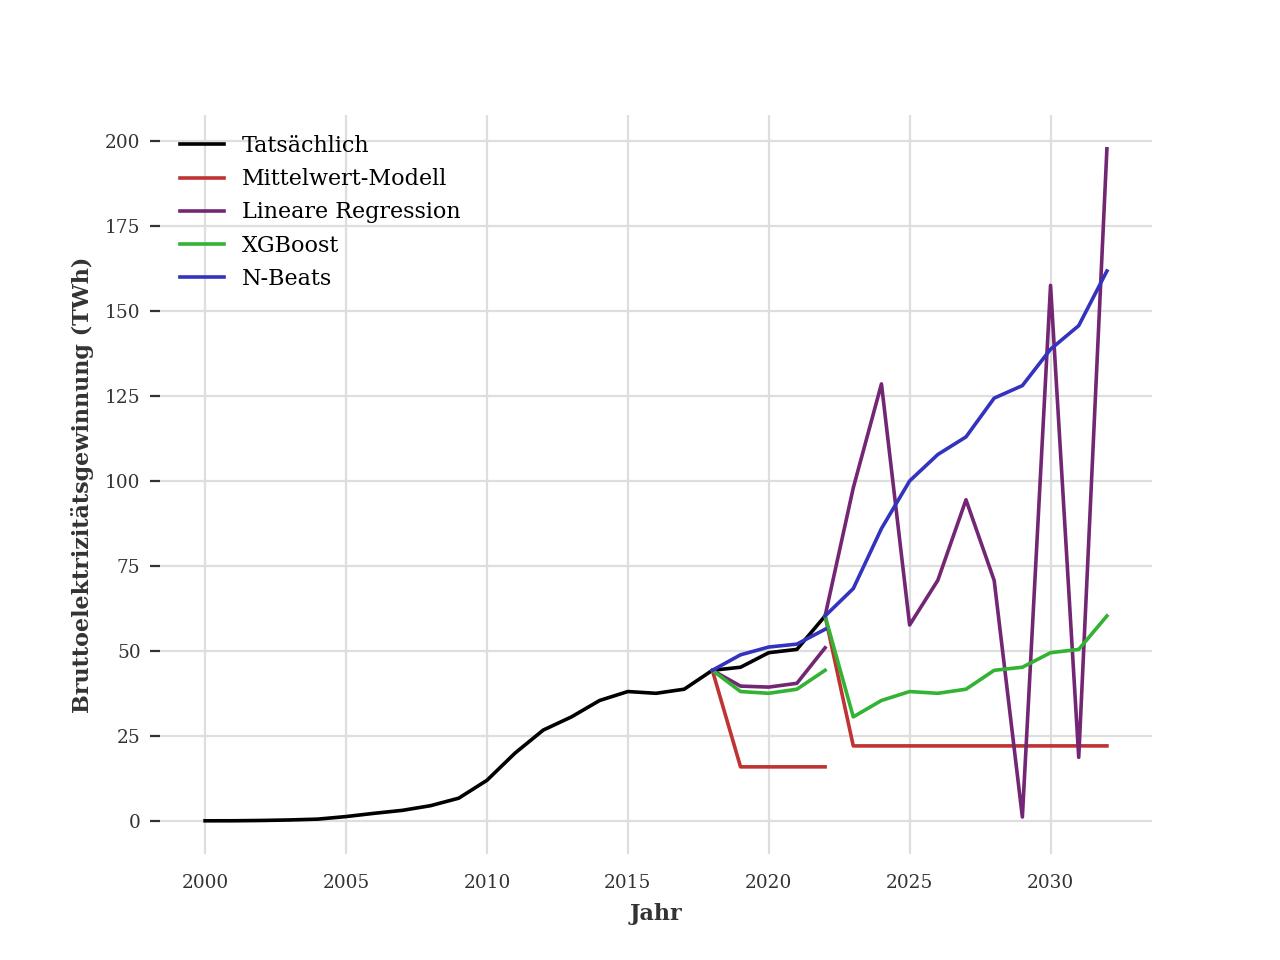 Tatsächlich
Mittelwert-Modell
Lineare Regression
XGBoost
N-Beats
Bruttoelektrizitätsgewinnung (TWh)
200
175
150
125
100
75
50
25
0
2000 2005 2010 2015 2020 2025 2030
Jahr